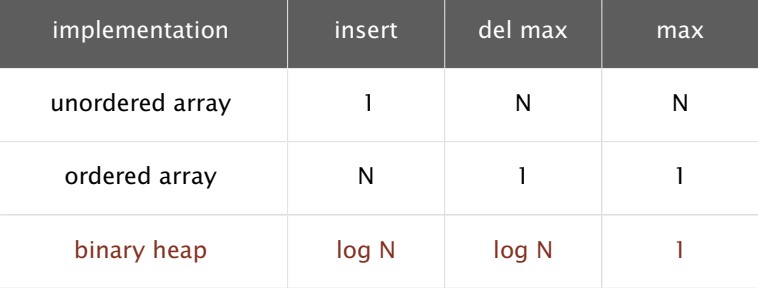 implementation insert del max max
unordered array 1 N N
ordered array N 1 1
binary heap log N log N 1